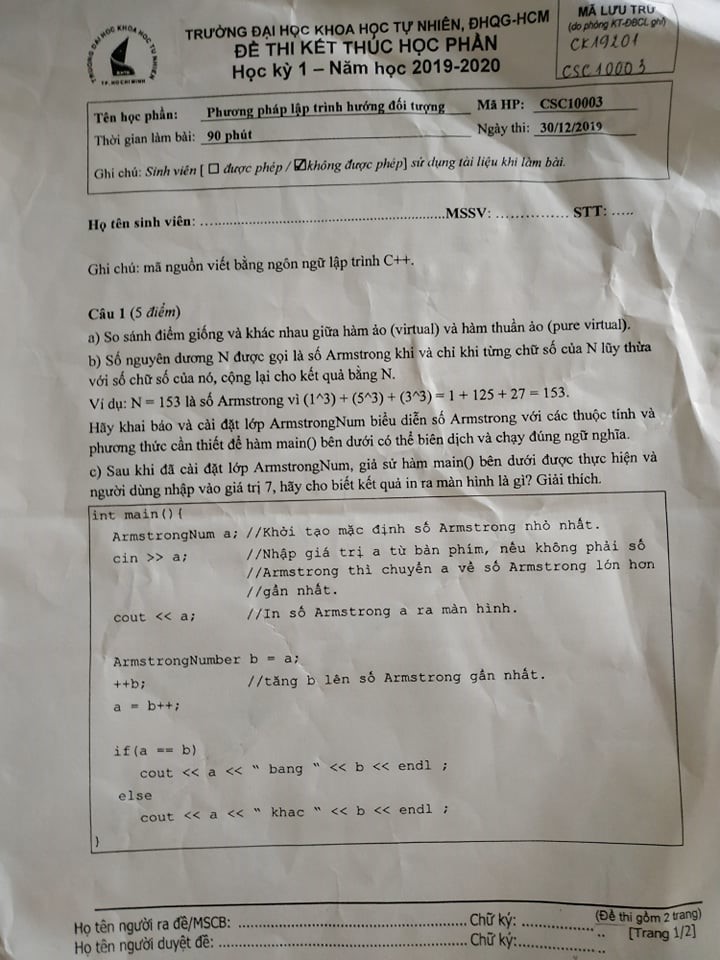 TRƯỜNG ĐẠI HỌC KHOA HỌC TỰ NHIÊN, ĐHQG-HCM
ĐỀ THI KẾT THÚC HỌC PHẦN
Học kỳ 1 – Năm học 2019-2020
MÃ LƯU TRỮ
(do phòng KT-ĐBCL ghi)
CK19201
CSC10003
TRƯỜNG ĐẠI HỌC KHOA HỌC TỰ NHIÊN
TP. HỒ CHÍ MINH
Tên học phần: Phương pháp lập trình hướng đối tượng Mã HP: CSC10003
Thời gian làm bài: 90 phút Ngày thi: 30/12/2019
Ghi chú: Sinh viên [ ☐ được phép / ☑ không được phép] sử dụng tài liệu khi làm bài.
Họ tên sinh viên: ............................................................MSSV: ............... STT: .....
Ghi chú: mã nguồn viết bằng ngôn ngữ lập trình C++.
Câu 1 (5 điểm)
a) So sánh điểm giống và khác nhau giữa hàm ảo (virtual) và hàm thuần ảo (pure virtual).
b) Số nguyên dương N được gọi là số Armstrong khi và chỉ khi từng chữ số của N lũy thừa
với số chữ số của nó, cộng lại cho kết quả bằng N.
Ví dụ: N = 153 là số Armstrong vì (1^3) + (5^3) + (3^3) = 1 + 125 + 27 = 153.
Hãy khai báo và cài đặt lớp ArmstrongNum biểu diễn số Armstrong với các thuộc tính và
phương thức cần thiết để hàm main() bên dưới có thể biên dịch và chạy đúng ngữ nghĩa.
c) Sau khi đã cài đặt lớp ArmstrongNum, giả sử hàm main() bên dưới được thực hiện và
người dùng nhập vào giá trị 7, hãy cho biết kết quả in ra màn hình là gì? Giải thích.
int main(){
ArmstrongNum a; //Khởi tạo mặc định số Armstrong nhỏ nhất.
cin >> a; //Nhập giá trị a từ bàn phím, nếu không phải số
//Armstrong thì chuyển a về số Armstrong lớn hơn
//gần nhất.
cout << a; //In số Armstrong a ra màn hình.
ArmstrongNumber b = a;
++b; //tăng b lên số Armstrong gần nhất.
a = b++;
if(a == b)
cout << a << " bang " << b << endl ;
else
cout << a << " khac " << b << endl ;
}
Họ tên người ra đề/MSCB: ............................................. Chữ ký: ...............
(Đề thi gồm 2 trang)
Họ tên người duyệt đề: ................................................ Chữ ký:...............
[Trang 1/2]